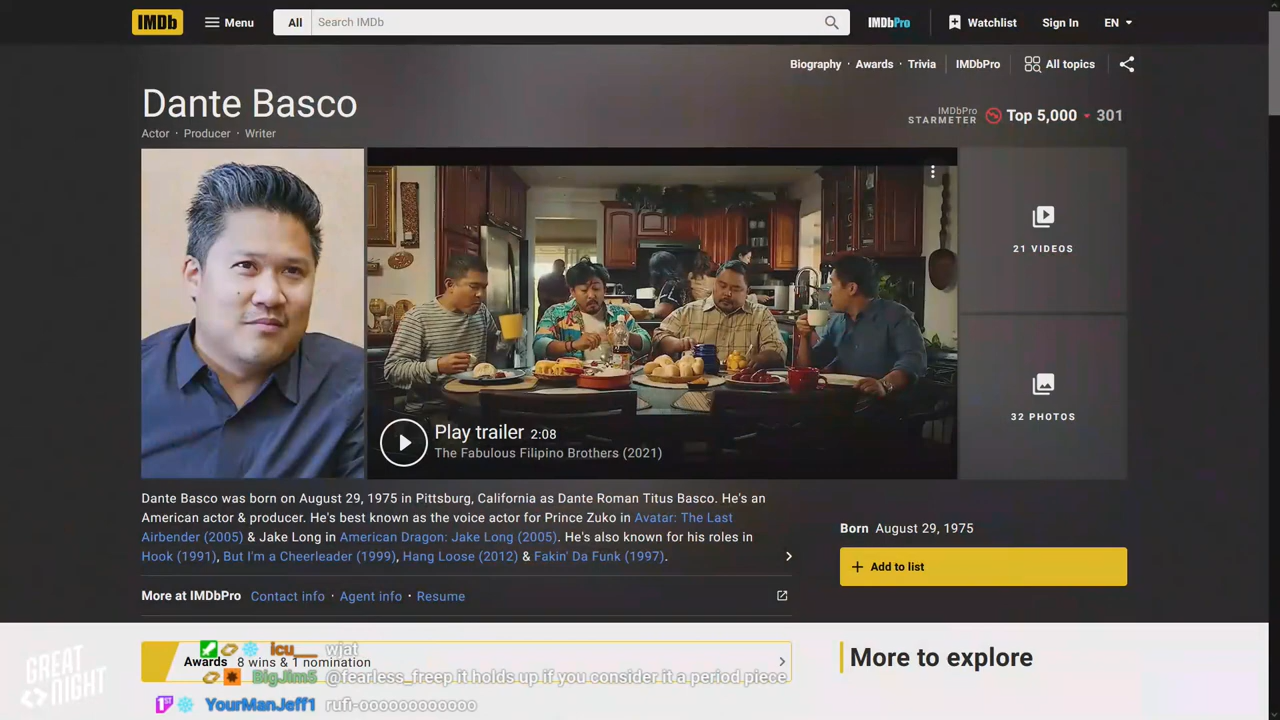 IMDb Menu All Search IMDb IMDbPro Watchlist Sign In EN
Biography · Awards · Trivia IMDbPro All topics
Dante Basco
Actor · Producer · Writer
IMDbPro
STARMETER
Top 5,000 301
21 VIDEOS
32 PHOTOS
Play trailer 2:08
The Fabulous Filipino Brothers (2021)
Dante Basco was born on August 29, 1975 in Pittsburg, California as Dante Roman Titus Basco. He's an
American actor & producer. He's best known as the voice actor for Prince Zuko in Avatar: The Last
Airbender (2005) & Jake Long in American Dragon: Jake Long (2005). He's also known for his roles in
Hook (1991), But I'm a Cheerleader (1999), Hang Loose (2012) & Fakin' Da Funk (1997).
Born August 29, 1975
+ Add to list
More at IMDbPro Contact info · Agent info · Resume
Awards 8 wins & 1 nomination
More to explore
icu___ wjat
BigJim5 @fearless_freep it holds up if you consider it a period piece
1ST YourManJeff1 rufi-oooooooooooo
GREAT
NIGHT